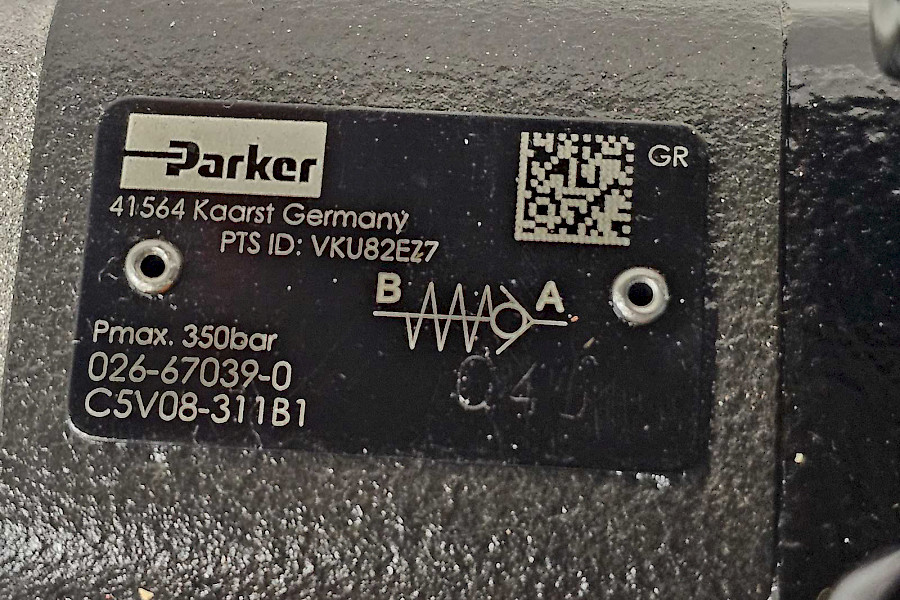 Parker
GR
41564 Kaarst Germany
PTS ID: VKU82EZ7
B A
Pmax. 350bar
026-67039-0
C5V08-311B1